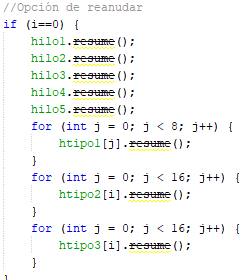 //Opción de reanudar
if (i==0) {
hilo1.resume();
hilo2.resume();
hilo3.resume();
hilo4.resume();
hilo5.resume();
for (int j = 0; j < 8; j++) {
htipo1[j].resume();
}
for (int j = 0; j < 16; j++) {
htipo2[i].resume();
}
for (int j = 0; j < 16; j++) {
htipo3[i].resume();
}
}